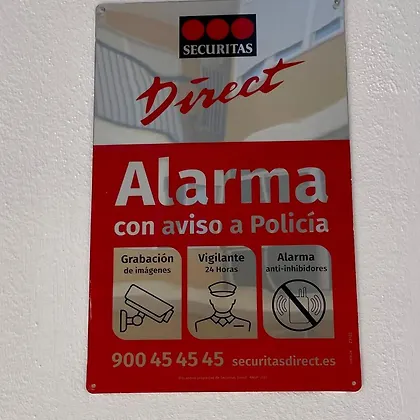 SECURITAS
Direct
Alarma
con aviso a Policía
Grabación
de imágenes
Vigilante
24 Horas
Alarma
anti-inhibidores
900 45 45 45 securitasdirect.es